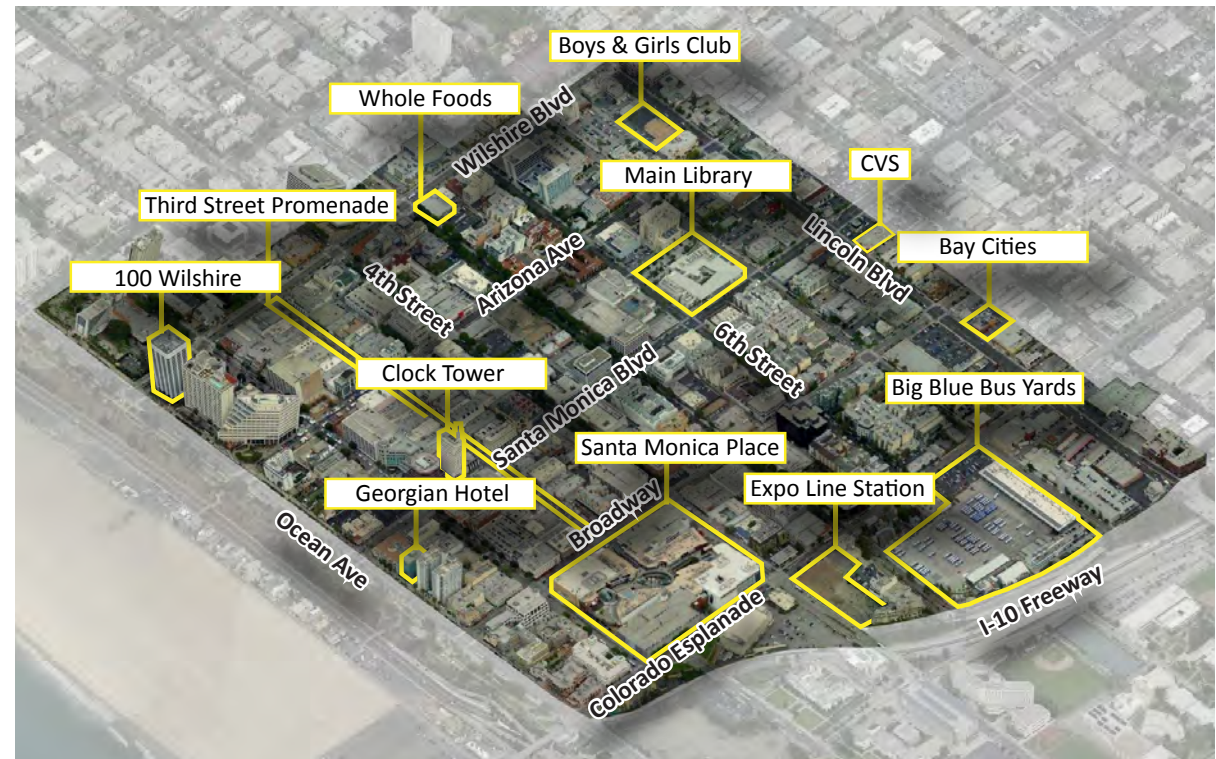 Boys & Girls Club
Whole Foods
Wilshire Blvd
CVS
Main Library
Third Street Promenade
Lincoln Blvd
Bay Cities
100 Wilshire
4th Street
Arizona Ave
6th Street
Clock Tower
Santa Monica Blvd
Big Blue Bus Yards
Santa Monica Place
Georgian Hotel
Expo Line Station
Broadway
Ocean Ave
I-10 Freeway
Colorado Esplanade